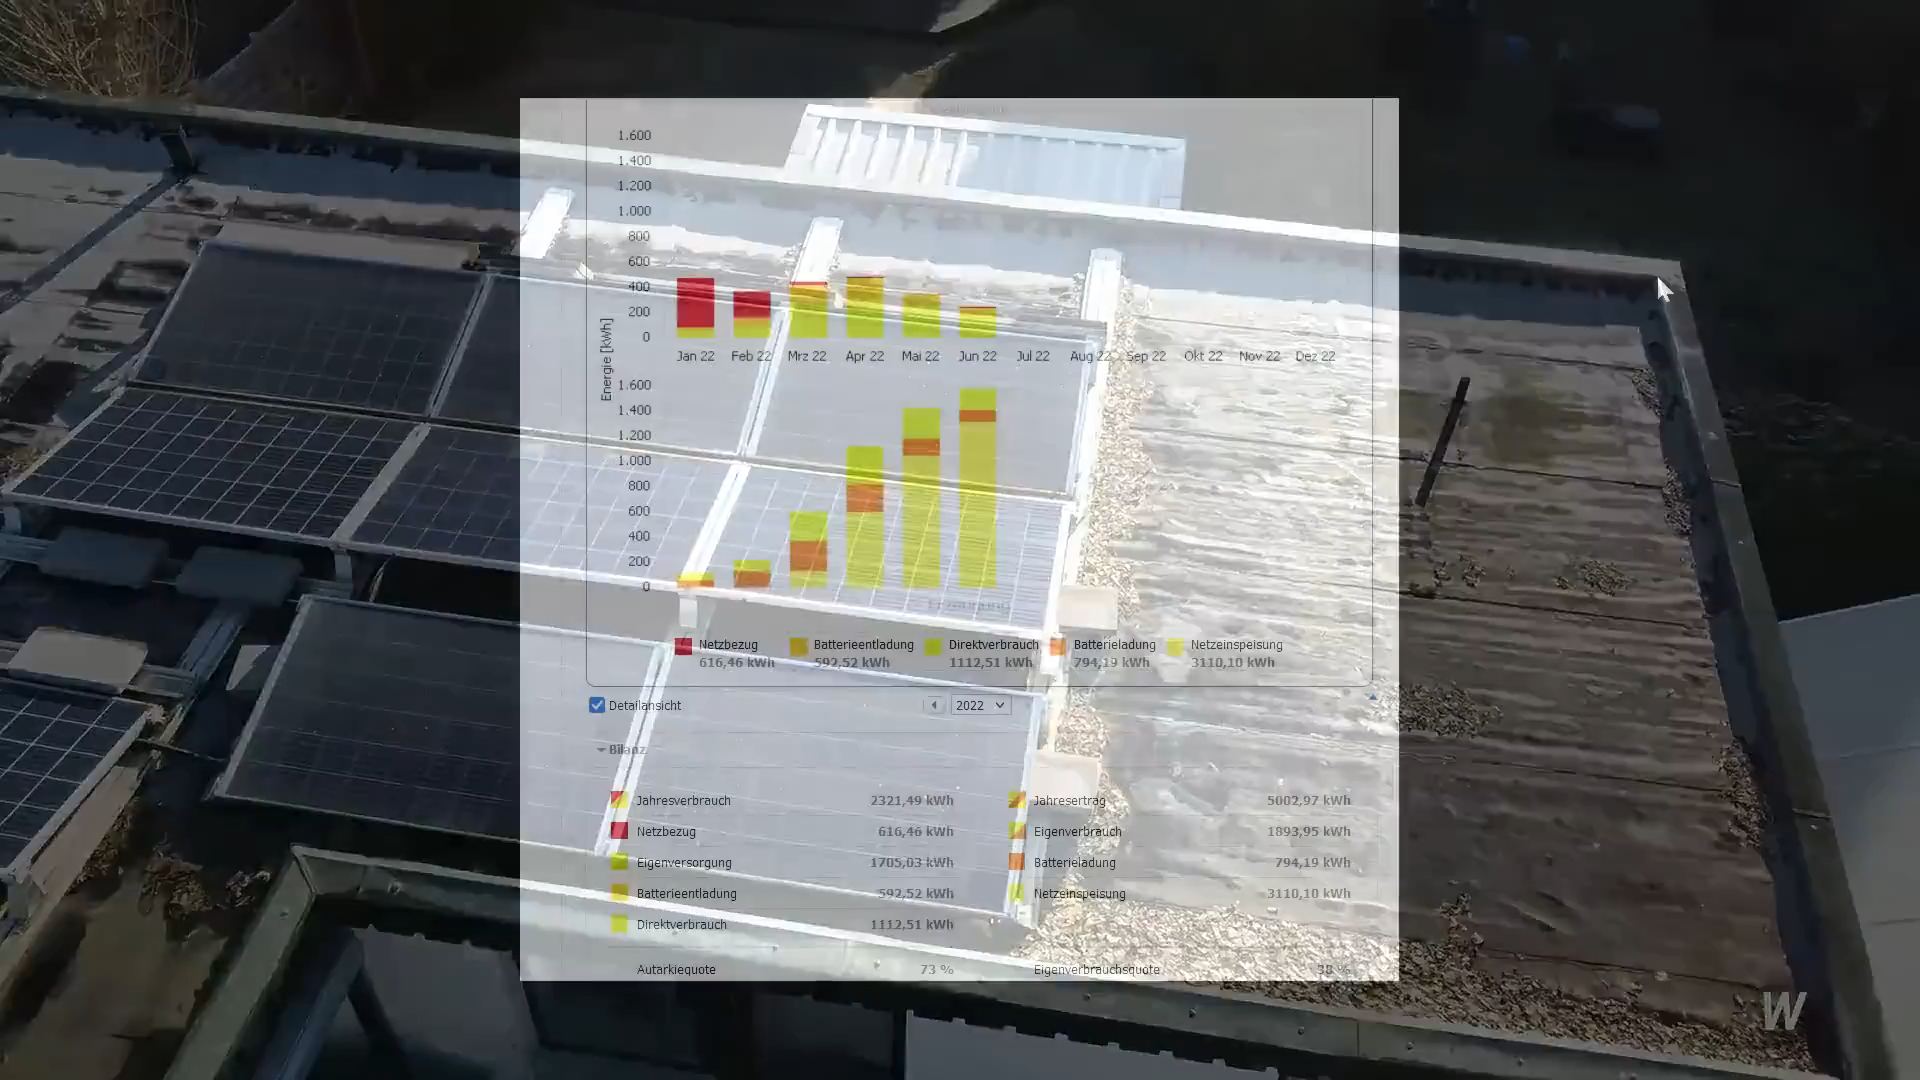 1.600
1.400
1.200
1.000
800
600
400
200
0
Energie [kWh]
Jan 22 Feb 22 Mrz 22 Apr 22 Mai 22 Jun 22 Jul 22 Aug 22 Sep 22 Okt 22 Nov 22 Dez 22
1.600
1.400
1.200
1.000
800
600
400
200
0
Erzeugung
Netzbezug Batterieentladung Direktverbrauch Batterieladung Netzeinspeisung
616,46 kWh 592,52 kWh 1112,51 kWh 794,19 kWh 3110,10 kWh
Detailansicht 2022
Bilanz
Jahresverbrauch 2321,49 kWh Jahresertrag 5002,97 kWh
Netzbezug 616,46 kWh Eigenverbrauch 1893,95 kWh
Eigenversorgung 1705,03 kWh Batterieladung 794,19 kWh
Batterieentladung 592,52 kWh Netzeinspeisung 3110,10 kWh
Direktverbrauch 1112,51 kWh
Autarkiequote 73 % Eigenverbrauchsquote 38 %
W